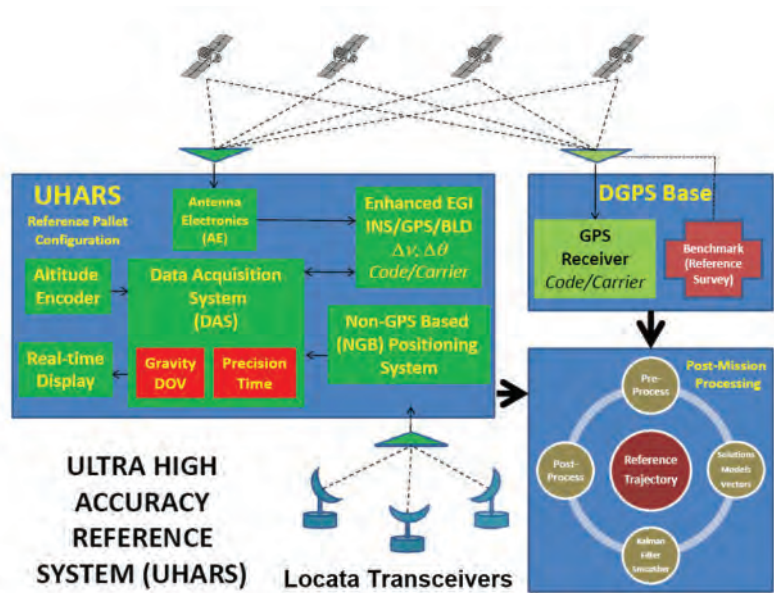 UHARS
Reference Pallet
Configuration
Antenna
Electronics
(AE)
Enhanced EGI
INS/GPS/BLD
Δν, Δθ
Code/Carrier
Altitude
Encoder
Data Acquisition
System
(DAS)
Gravity
DOV
Precision
Time
Real-time
Display
Non-GPS Based
(NGB) Positioning
System
DGPS Base
GPS
Receiver
Code/Carrier
Benchmark
(Reference
Survey)
Post-Mission
Processing
Pre-
Process
Post-
Process
Reference
Trajectory
Solutions
Models
Vectors
Kalman
Filter
Smoother
ULTRA HIGH
ACCURACY
REFERENCE
SYSTEM (UHARS)
Locata Transceivers